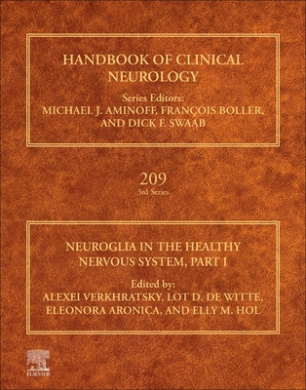 HANDBOOK OF CLINICAL
NEUROLOGY
Series Editors:
MICHAEL J. AMINOFF, FRANÇOIS BOLLER,
AND DICK F. SWAAB
209
3rd Series
NEUROGLIA IN THE HEALTHY
NERVOUS SYSTEM, PART I
Edited by:
ALEXEI VERKHRATSKY, LOT D. DE WITTE,
ELEONORA ARONICA, AND ELLY M. HOL
ELSEVIER